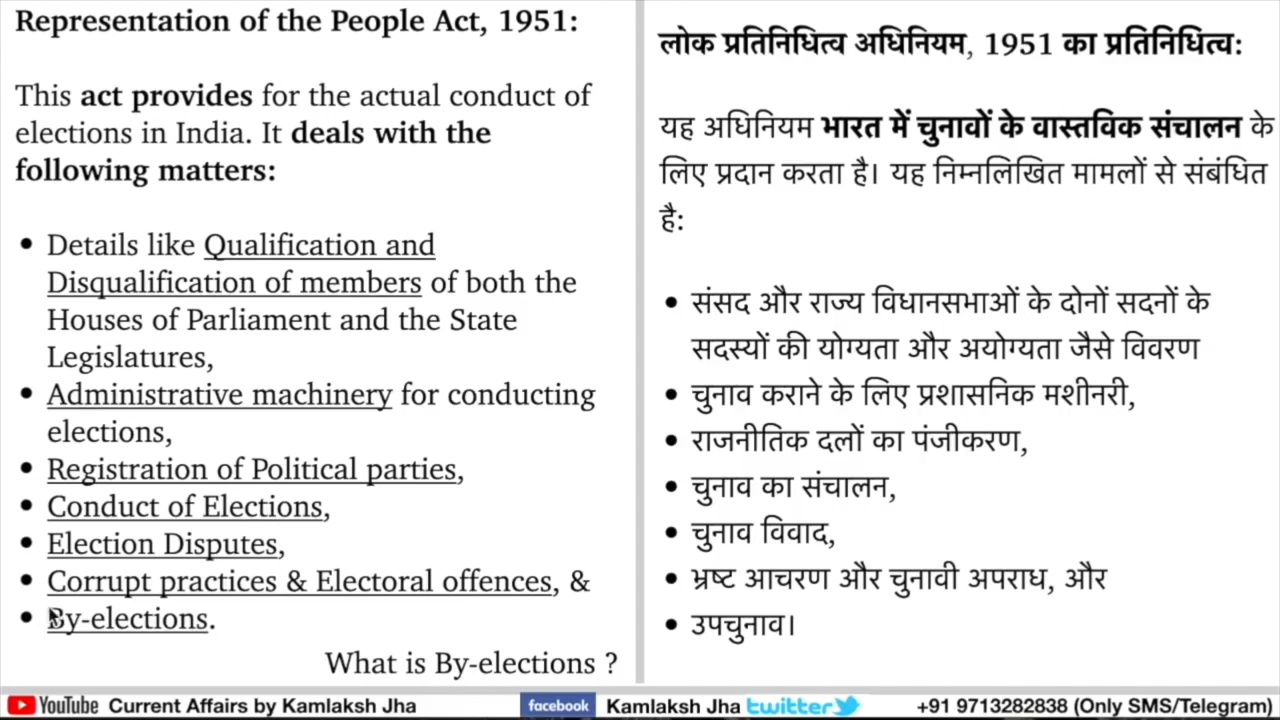 Representation of the People Act, 1951:
This act provides for the actual conduct of
elections in India. It deals with the
following matters:
• Details like Qualification and
Disqualification of members of both the
Houses of Parliament and the State
Legislatures,
• Administrative machinery for conducting
elections,
• Registration of Political parties,
• Conduct of Elections,
• Election Disputes,
• Corrupt practices & Electoral offences, &
• By-elections.
What is By-elections ?
लोक प्रतिनिधित्व अधिनियम, 1951 का प्रतिनिधित्व:
यह अधिनियम भारत में चुनावों के वास्तविक संचालन के
लिए प्रदान करता है। यह निम्नलिखित मामलों से संबंधित
है:
• संसद और राज्य विधानसभाओं के दोनों सदनों के
सदस्यों की योग्यता और अयोग्यता जैसे विवरण
• चुनाव कराने के लिए प्रशासनिक मशीनरी,
• राजनीतिक दलों का पंजीकरण,
• चुनाव का संचालन,
• चुनाव विवाद,
• भ्रष्ट आचरण और चुनावी अपराध, और
• उपचुनाव।
YouTube Current Affairs by Kamlaksh Jha facebook Kamlaksh Jha twitter +91 9713282838 (Only SMS/Telegram)